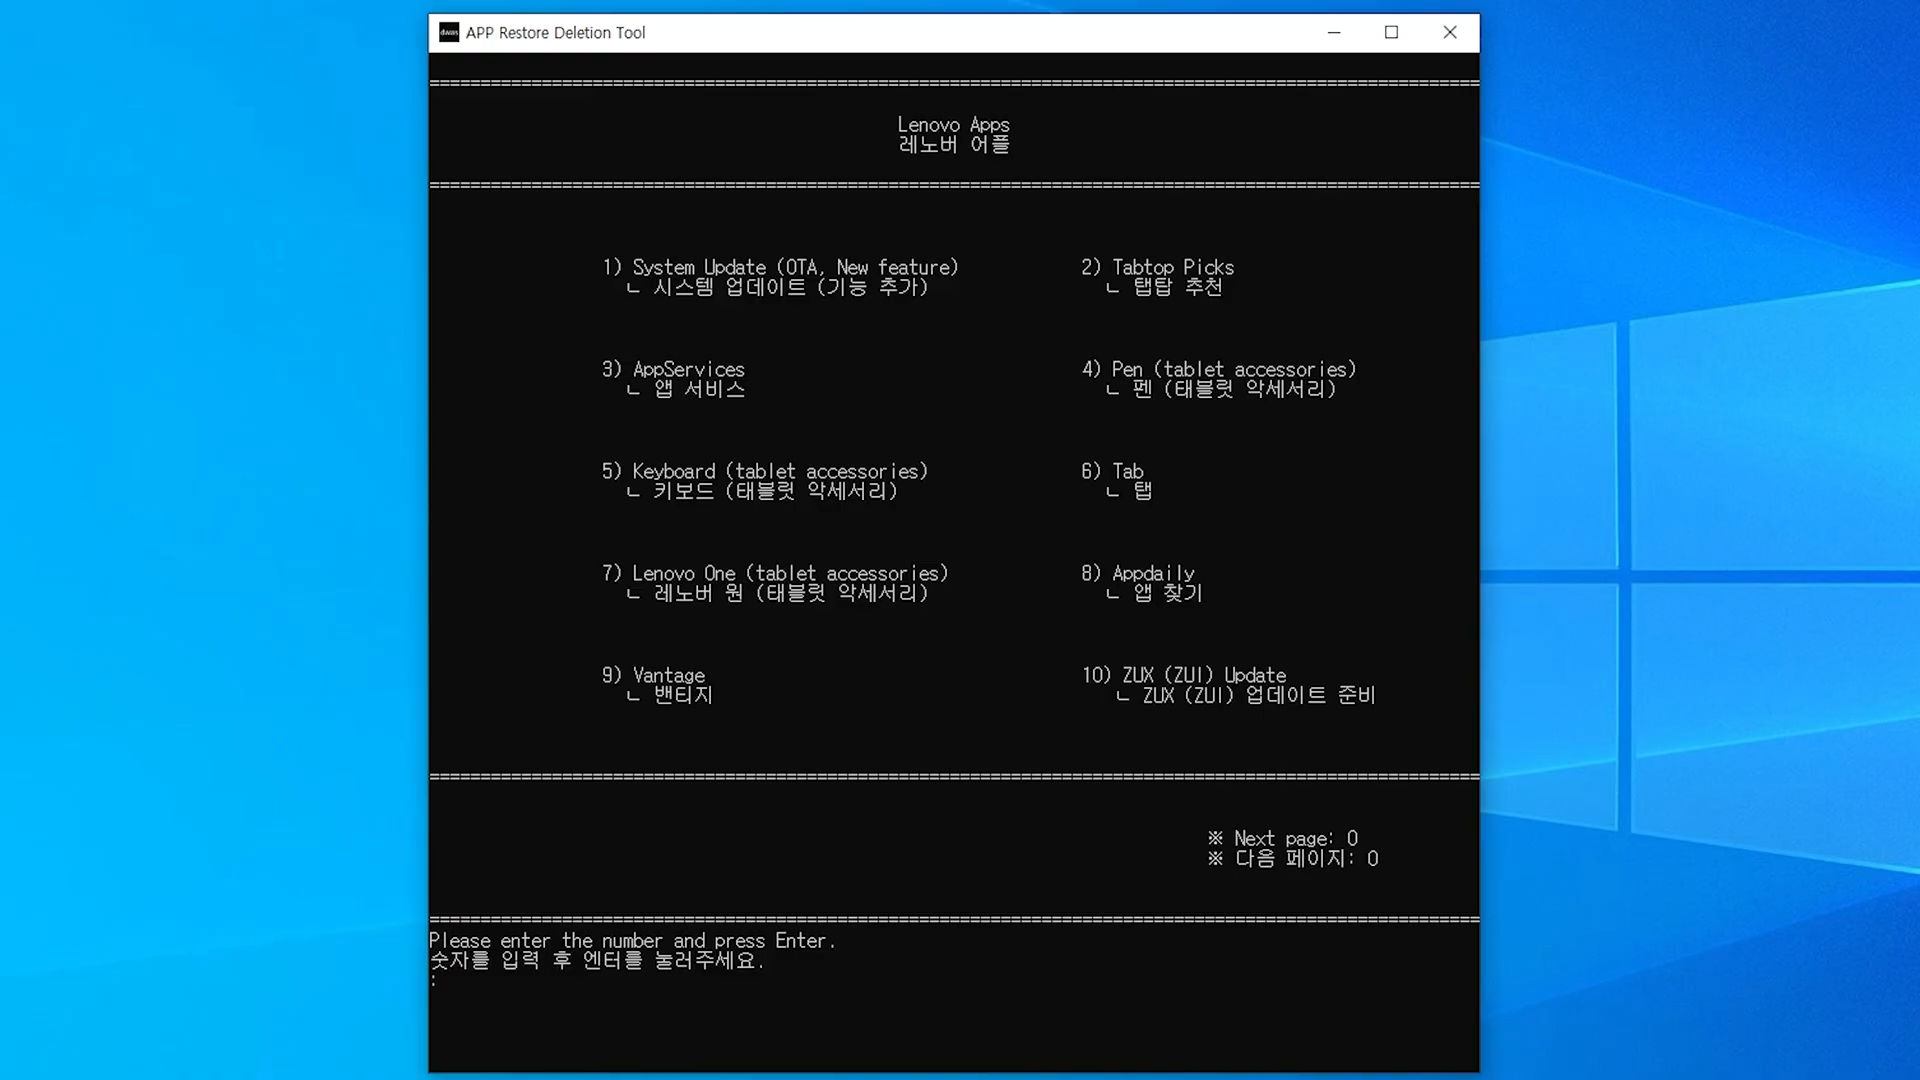 APP Restore Deletion Tool
Lenovo Apps
레노버 어플
1) System Update (OTA, New feature)
ㄴ 시스템 업데이트 (기능 추가)
2) Tabtop Picks
ㄴ 탭탑 추천
3) AppServices
ㄴ 앱 서비스
4) Pen (tablet accessories)
ㄴ 펜 (태블릿 악세서리)
5) Keyboard (tablet accessories)
ㄴ 키보드 (태블릿 악세서리)
6) Tab
ㄴ 탭
7) Lenovo One (tablet accessories)
ㄴ 레노버 원 (태블릿 악세서리)
8) Appdaily
ㄴ 앱 찾기
9) Vantage
ㄴ 밴티지
10) ZUX (ZUI) Update
ㄴ ZUX (ZUI) 업데이트 준비
※ Next page: 0
※ 다음 페이지: 0
Please enter the number and press Enter.
숫자를 입력 후 엔터를 눌러주세요.
: